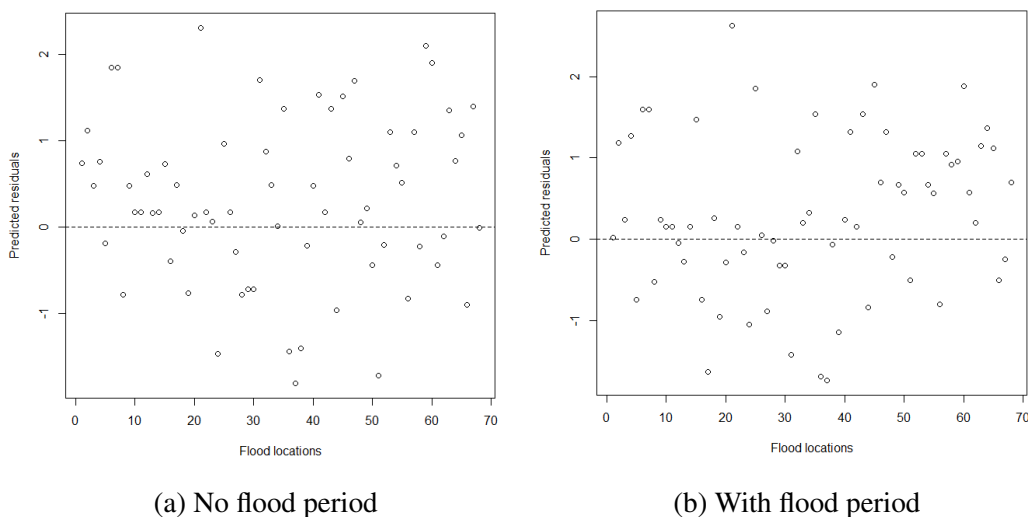 Predicted residuals
2
1
0
-1
0 10 20 30 40 50 60 70
Flood locations
(a) No flood period
Predicted residuals
2
1
0
-1
0 10 20 30 40 50 60 70
Flood locations
(b) With flood period